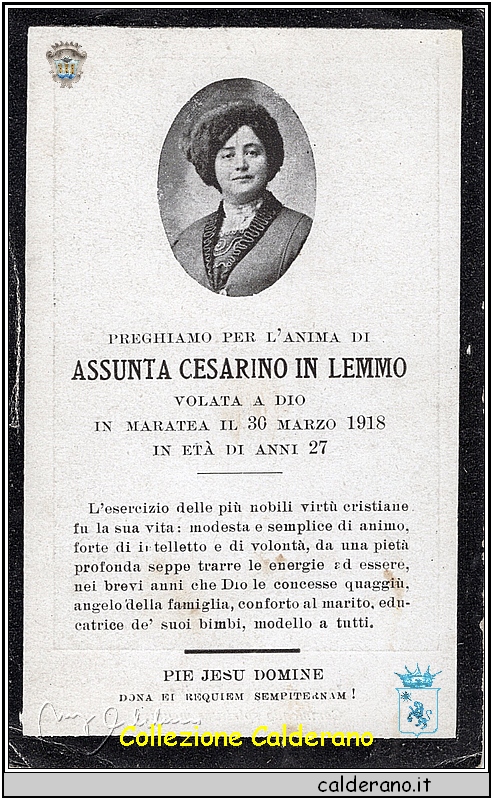 PREGHIAMO PER L'ANIMA DI
ASSUNTA CESARINO IN LEMMO
VOLATA A DIO
IN MARATEA IL 30 MARZO 1918
IN ETÀ DI ANNI 27
L'esercizio delle più nobili virtù cristiane
fu la sua vita: modesta e semplice di animo,
forte di intelletto e di volontà, da una pietà
profonda seppe trarre le energie ad essere,
nei brevi anni che Dio le concesse quaggiù,
angelo della famiglia, conforto al marito, edu-
catrice de' suoi bimbi, modello a tutti.
PIE JESU DOMINE
DONA EI REQUIEM SEMPITERNAM!
Collezione Calderano
calderano.it